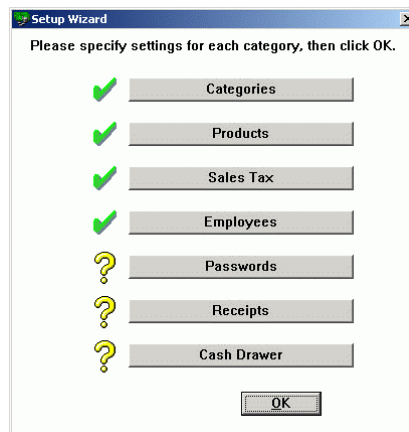 Setup Wizard
Please specify settings for each category, then click OK.
Categories
Products
Sales Tax
Employees
Passwords
Receipts
Cash Drawer
OK